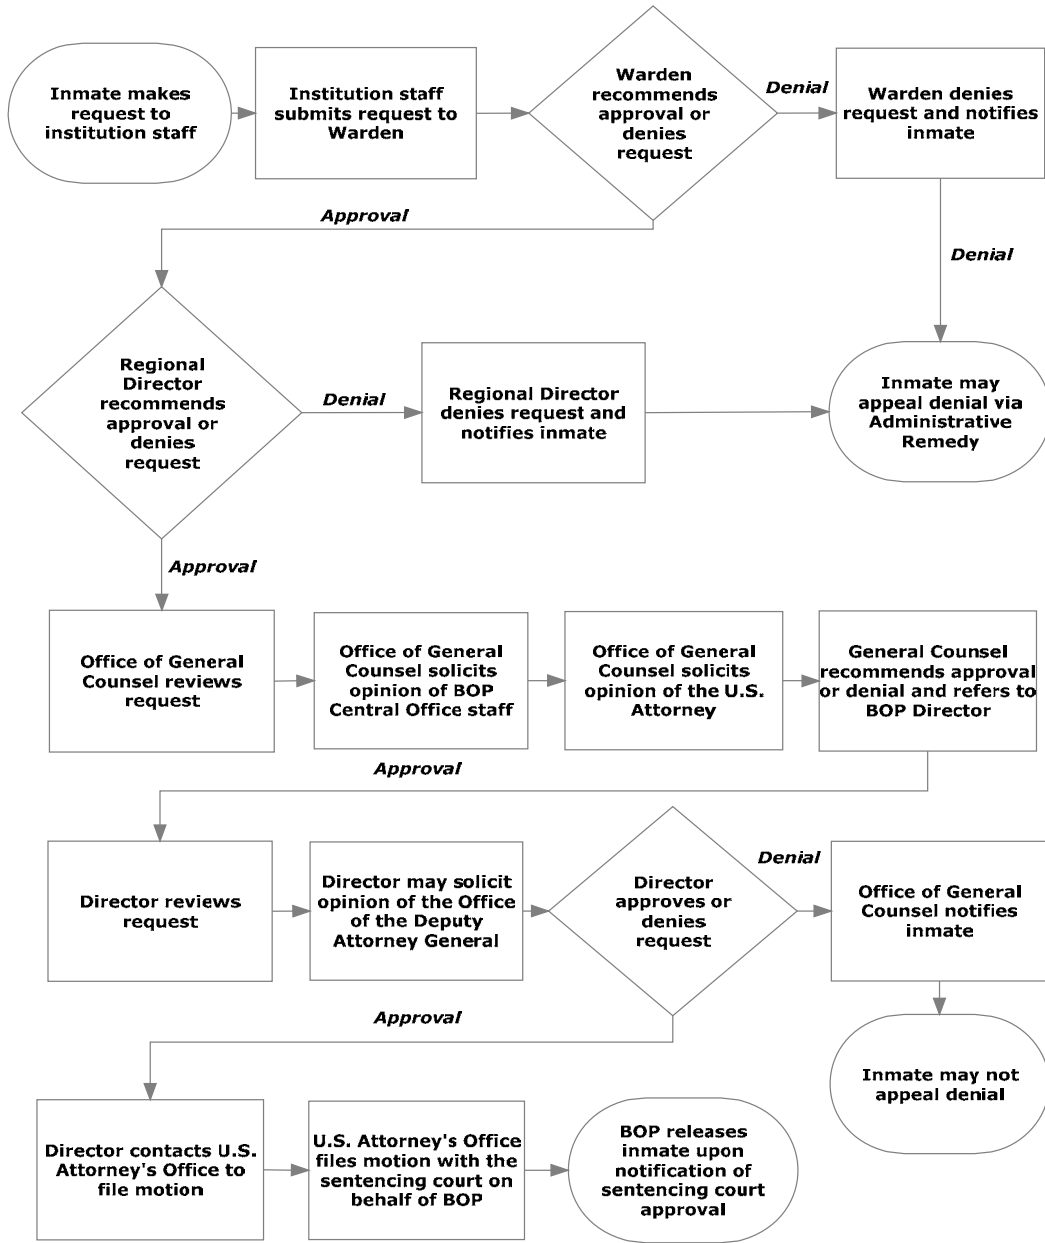 Inmate makes
request to
institution staff
Institution staff
submits request to
Warden
Warden
recommends
approval or
denies
request
Denial
Warden denies
request and notifies
inmate
Approval
Denial
Regional
Director
recommends
approval or
denies
request
Denial
Regional Director
denies request and
notifies inmate
Inmate may
appeal denial via
Administrative
Remedy
Approval
Office of General
Counsel reviews
request
Office of General
Counsel solicits
opinion of BOP
Central Office staff
Office of General
Counsel solicits
opinion of the U.S.
Attorney
General Counsel
recommends approval
or denial and refers to
BOP Director
Approval
Director reviews
request
Director may solicit
opinion of the Office
of the Deputy
Attorney General
Director
approves or
denies
request
Denial
Office of General
Counsel notifies
inmate
Approval
Inmate may not
appeal denial
Director contacts U.S.
Attorney's Office to
file motion
U.S. Attorney's Office
files motion with the
sentencing court on
behalf of BOP
BOP releases
inmate upon
notification of
sentencing court
approval